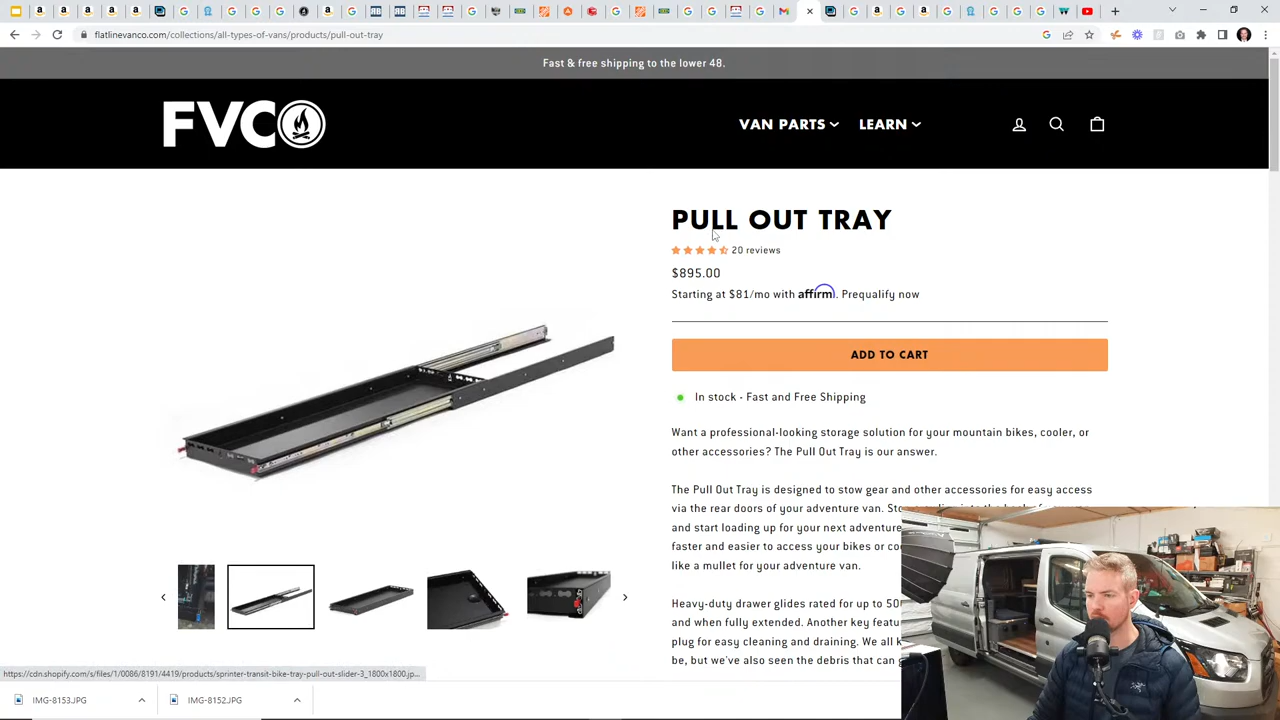 flatlinevanco.com/collections/all-types-of-vans/products/pull-out-tray
Fast & free shipping to the lower 48.
FVCO
VAN PARTS
LEARN
PULL OUT TRAY
20 reviews
$895.00
Starting at $81/mo with affirm. Prequalify now
ADD TO CART
In stock - Fast and Free Shipping
Want a professional-looking storage solution for your mountain bikes, cooler, or
other accessories? The Pull Out Tray is our answer.
The Pull Out Tray is designed to stow gear and other accessories for easy access
via the rear doors of your adventure van.
and start loading up for your next adventure
faster and easier to access your bikes or
like a mullet for your adventure van.
Heavy-duty drawer glides rated for up to
and when fully extended. Another key
plug for easy cleaning and draining. We all
be, but we've also seen the debris that can
https://cdn.shopify.com/s/files/1/0086/8191/4419/products/sprinter-transit-bike-tray-pull-out-slider-3_1800x1800.jp...
IMG-8153.JPG
IMG-8152.JPG